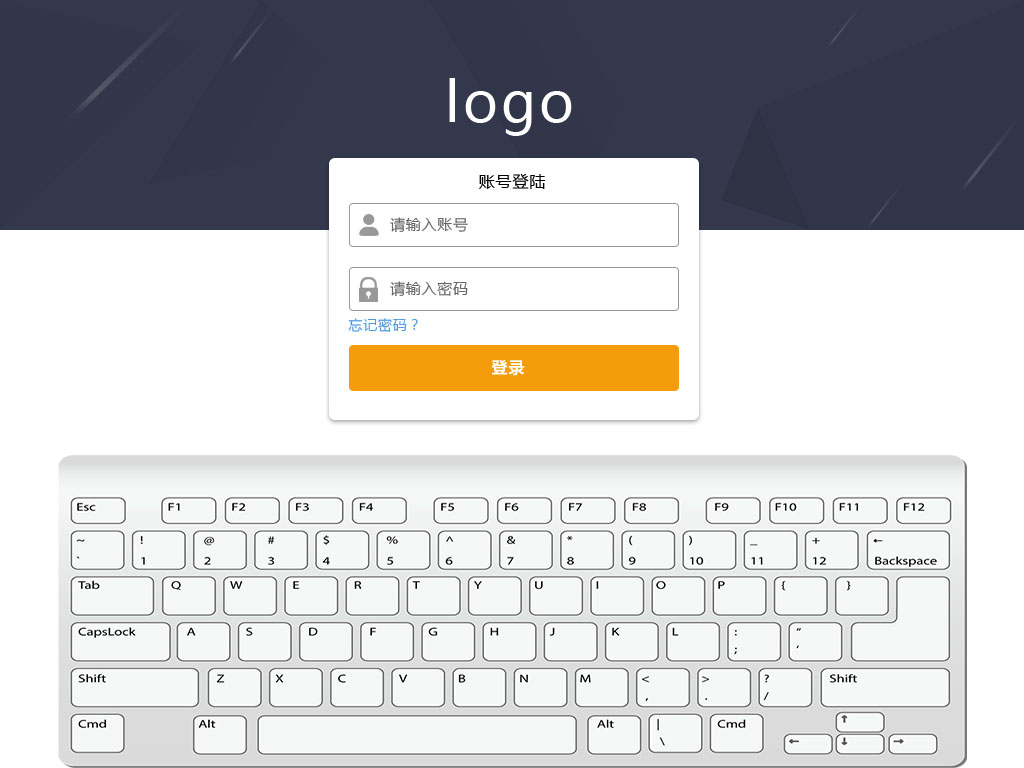 logo
账号登陆
请输入账号
请输入密码
忘记密码？
登录
Esc F1 F2 F3 F4 F5 F6 F7 F8 F9 F10 F11 F12
~ ! @ # $ % ^ & * ( ) _ + ←
` 1 2 3 4 5 6 7 8 9 10 11 12 Backspace
Tab Q W E R T Y U I O P { }
CapsLock A S D F G H J K L : “
; ‘
Shift Z X C V B N M < > ? Shift
, . /
Cmd Alt Alt | Cmd ↑
\ ← ↓ →